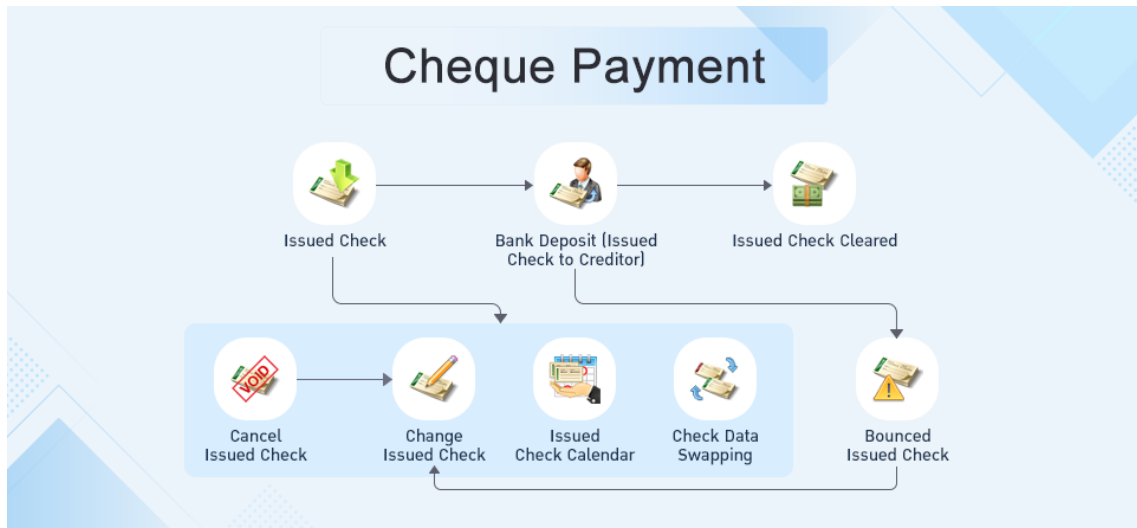 Cheque Payment
Issued Check
Bank Deposit (Issued
Check to Creditor)
Issued Check Cleared
VOID
Cancel
Issued Check
Change
Issued Check
Issued
Check Calendar
Check Data
Swapping
Bounced
Issued Check